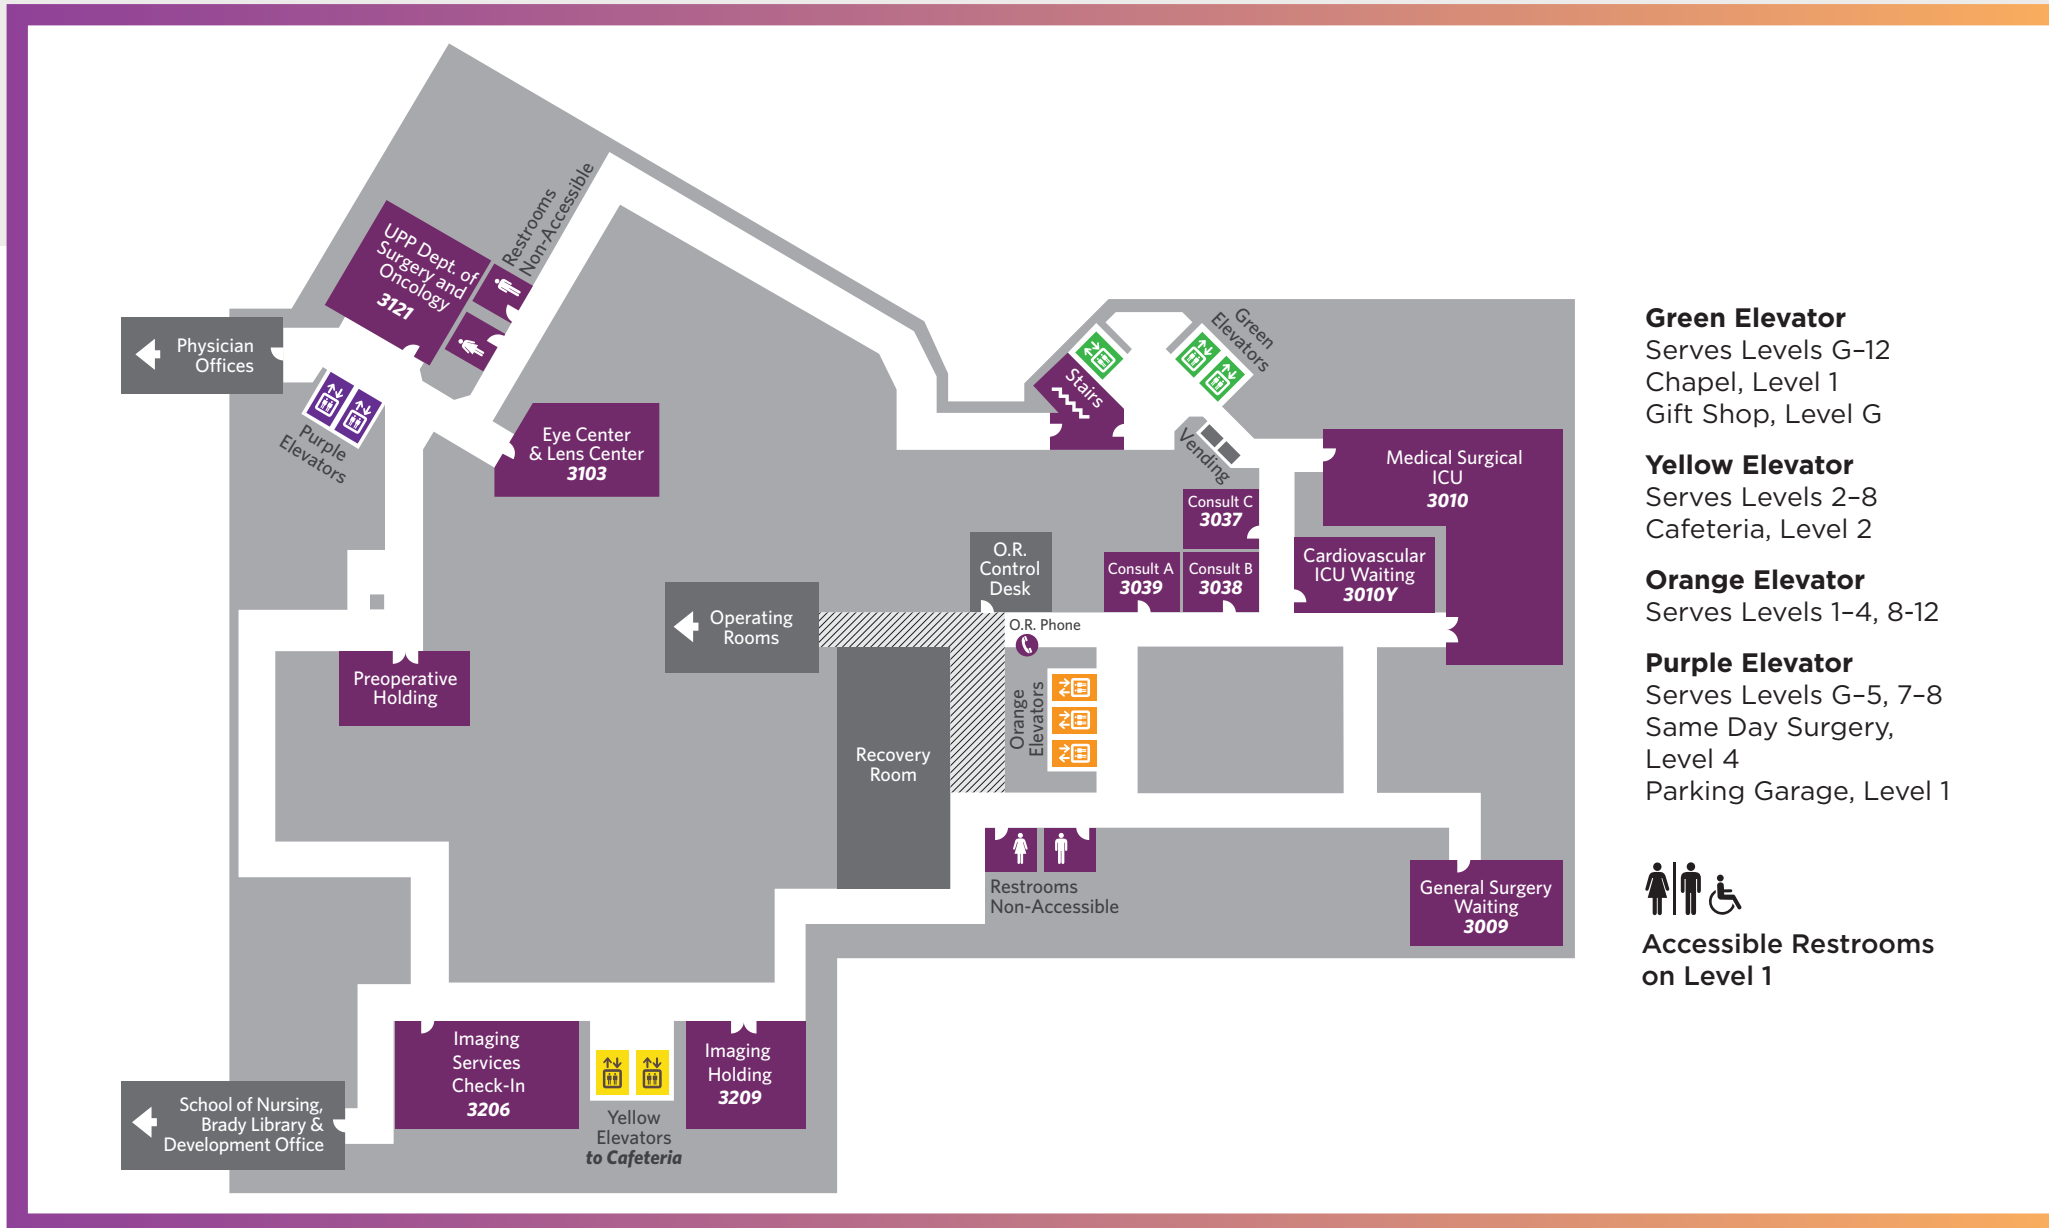 UPP Dept. of
Surgery and
Oncology
3121
Restrooms
Non-Accessible
Physician
Offices
Purple
Elevators
Eye Center
& Lens Center
3103
Green
Elevators
Stairs
Vending
Medical Surgical
ICU
3010
Consult C
3037
Consult A
3039
Consult B
3038
Cardiovascular
ICU Waiting
3010Y
O.R.
Control
Desk
O.R. Phone
Operating
Rooms
Preoperative
Holding
Orange
Elevators
Recovery
Room
Restrooms
Non-Accessible
General Surgery
Waiting
3009
Imaging
Services
Check-In
3206
Yellow
Elevators
to Cafeteria
Imaging
Holding
3209
School of Nursing,
Brady Library &
Development Office
Green Elevator
Serves Levels G–12
Chapel, Level 1
Gift Shop, Level G
Yellow Elevator
Serves Levels 2–8
Cafeteria, Level 2
Orange Elevator
Serves Levels 1–4, 8-12
Purple Elevator
Serves Levels G–5, 7–8
Same Day Surgery,
Level 4
Parking Garage, Level 1
Accessible Restrooms
on Level 1